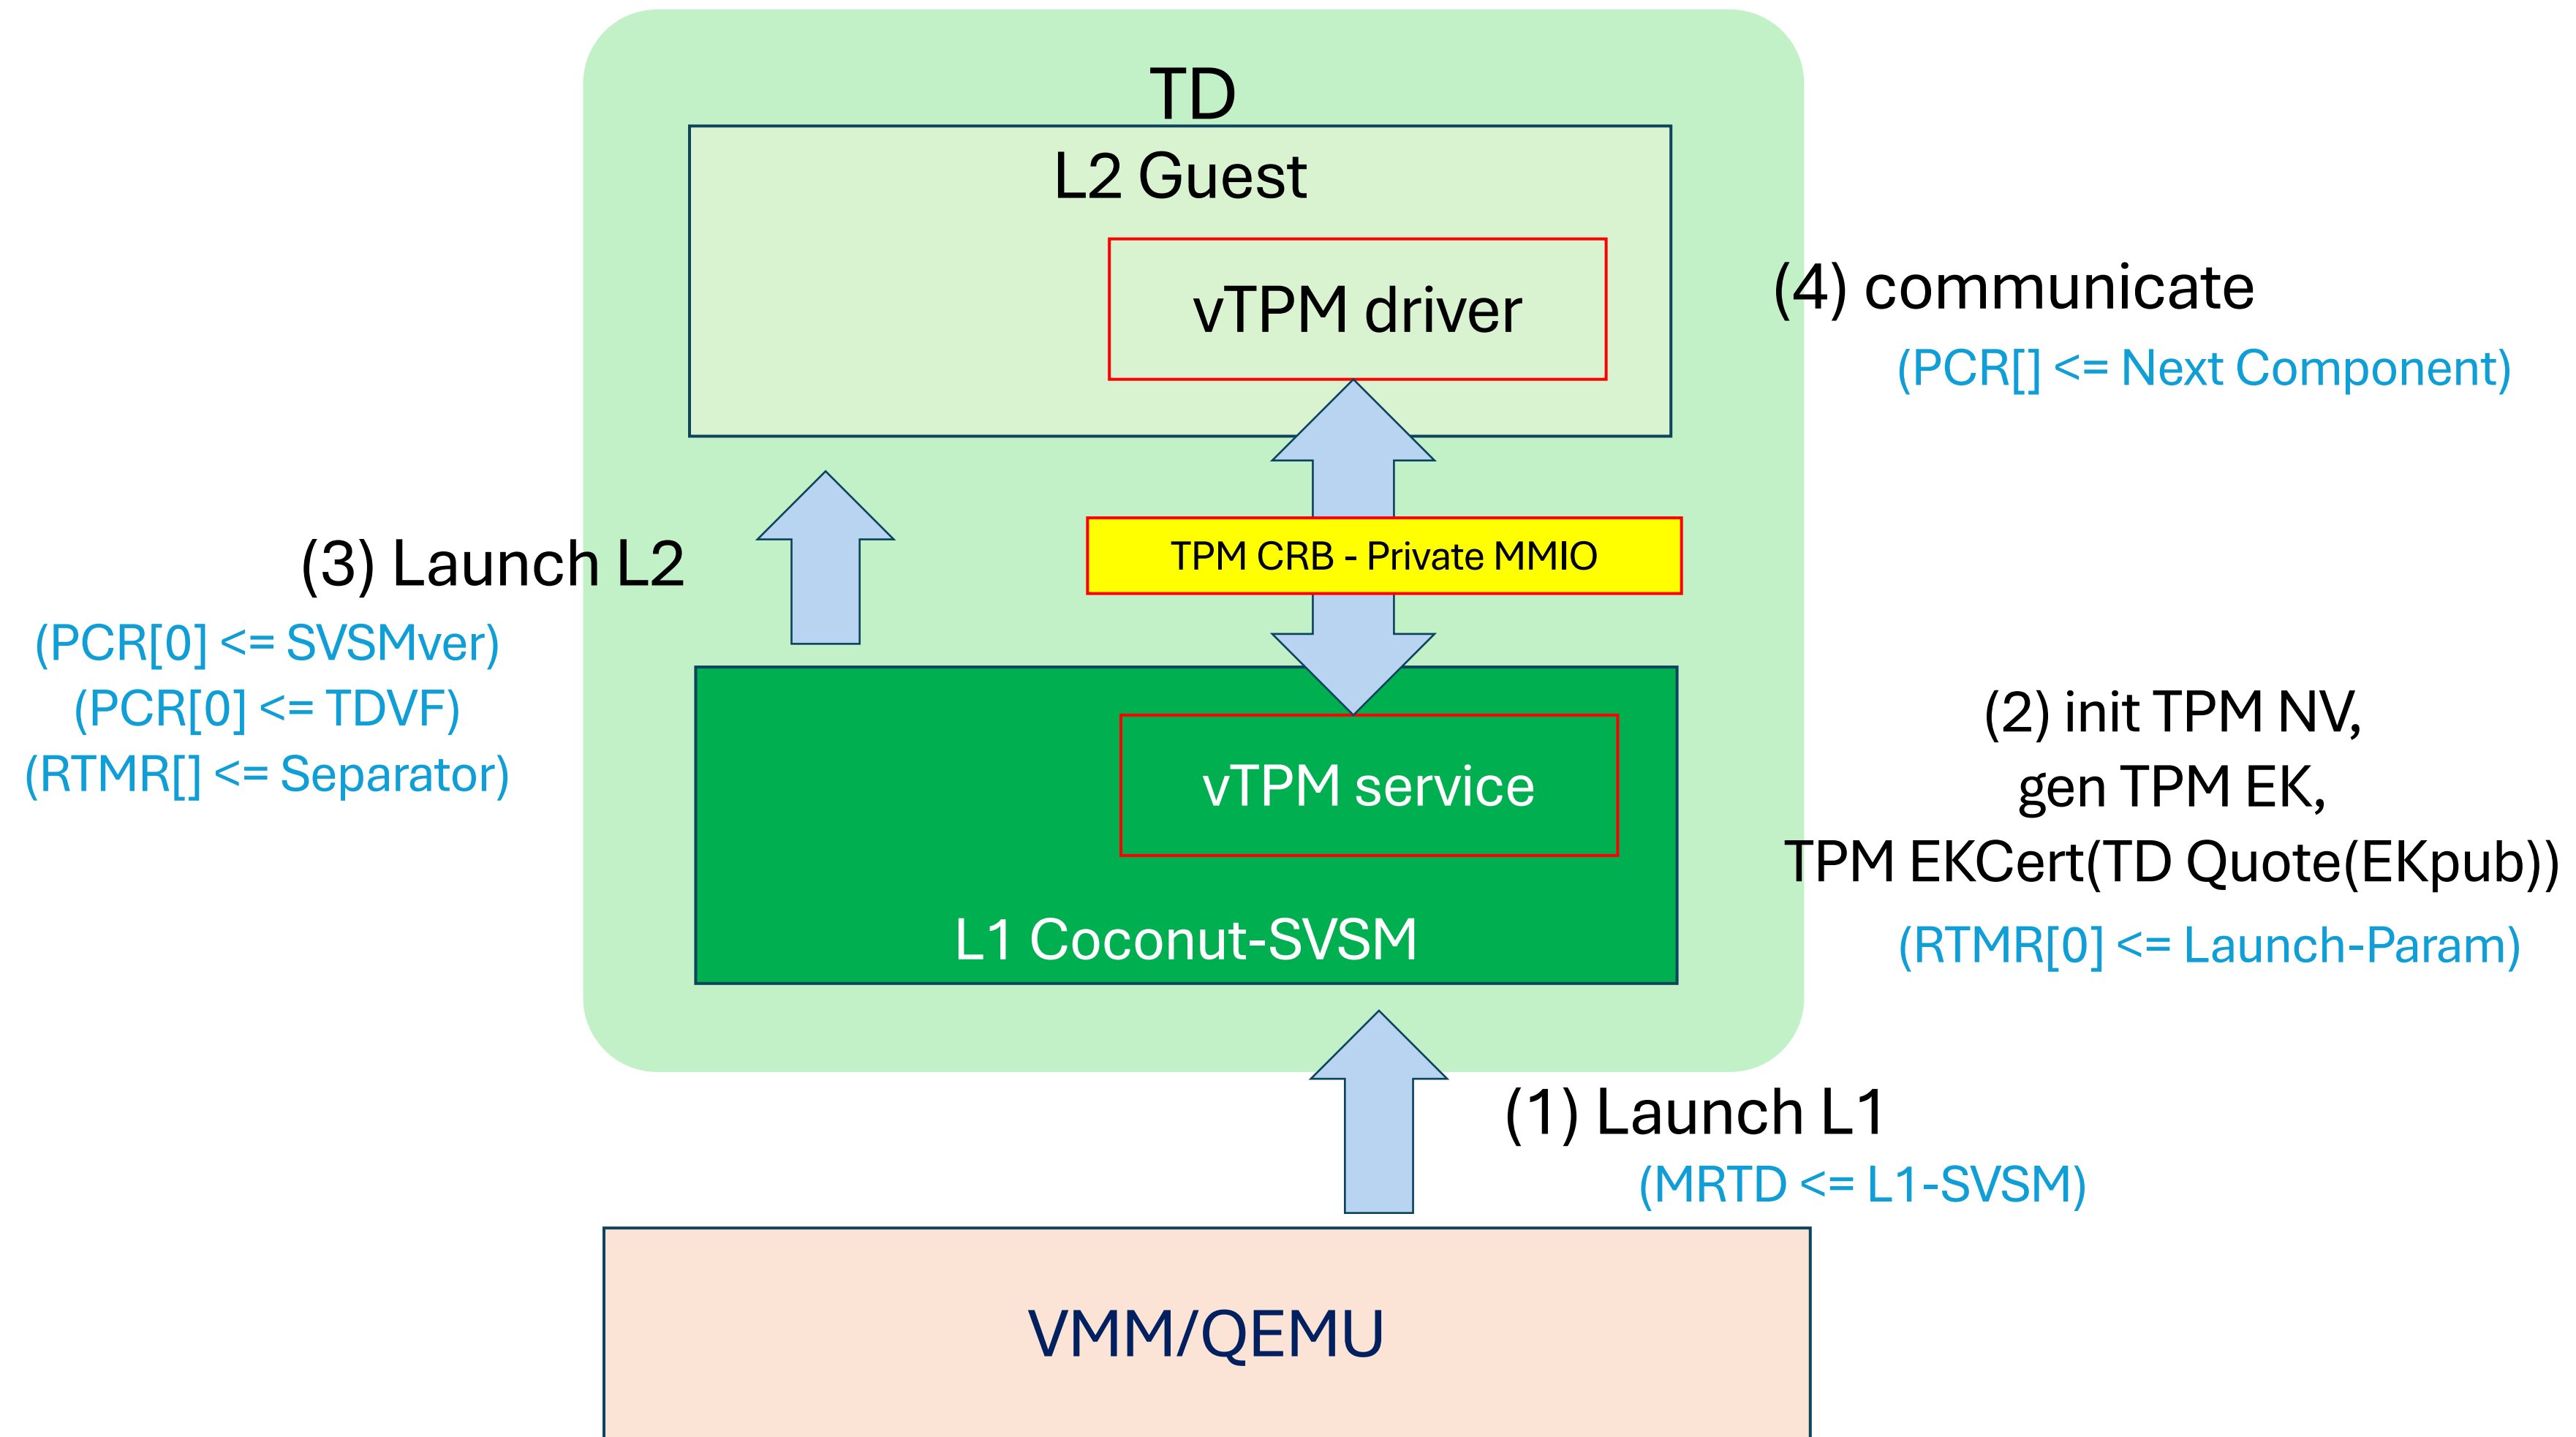 TD
L2 Guest
vTPM driver
(4) communicate
(PCR[] <= Next Component)
TPM CRB - Private MMIO
(3) Launch L2
(PCR[0] <= SVSMver)
(PCR[0] <= TDVF)
(RTMR[] <= Separator)
vTPM service
L1 Coconut-SVSM
(2) init TPM NV,
gen TPM EK,
TPM EKCert(TD Quote(EKpub))
(RTMR[0] <= Launch-Param)
(1) Launch L1
(MRTD <= L1-SVSM)
VMM/QEMU